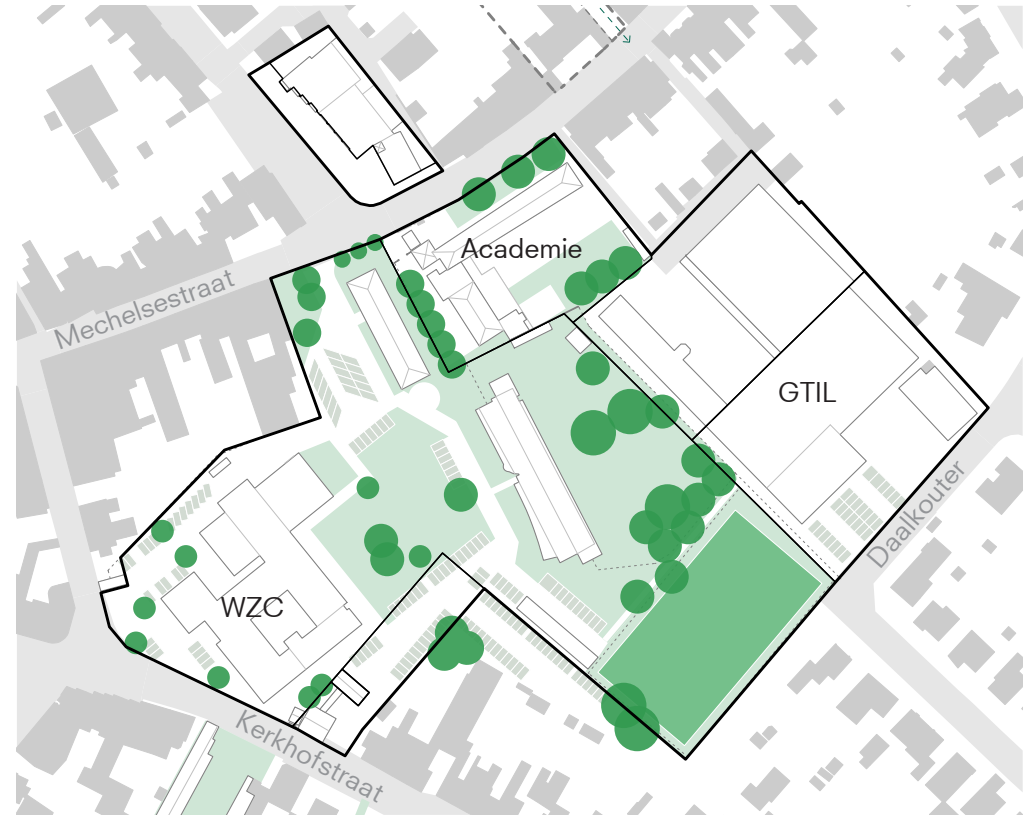 Academie
Mechelsestraat
GTIL
Daalkouter
WZC
Kerkhofstraat